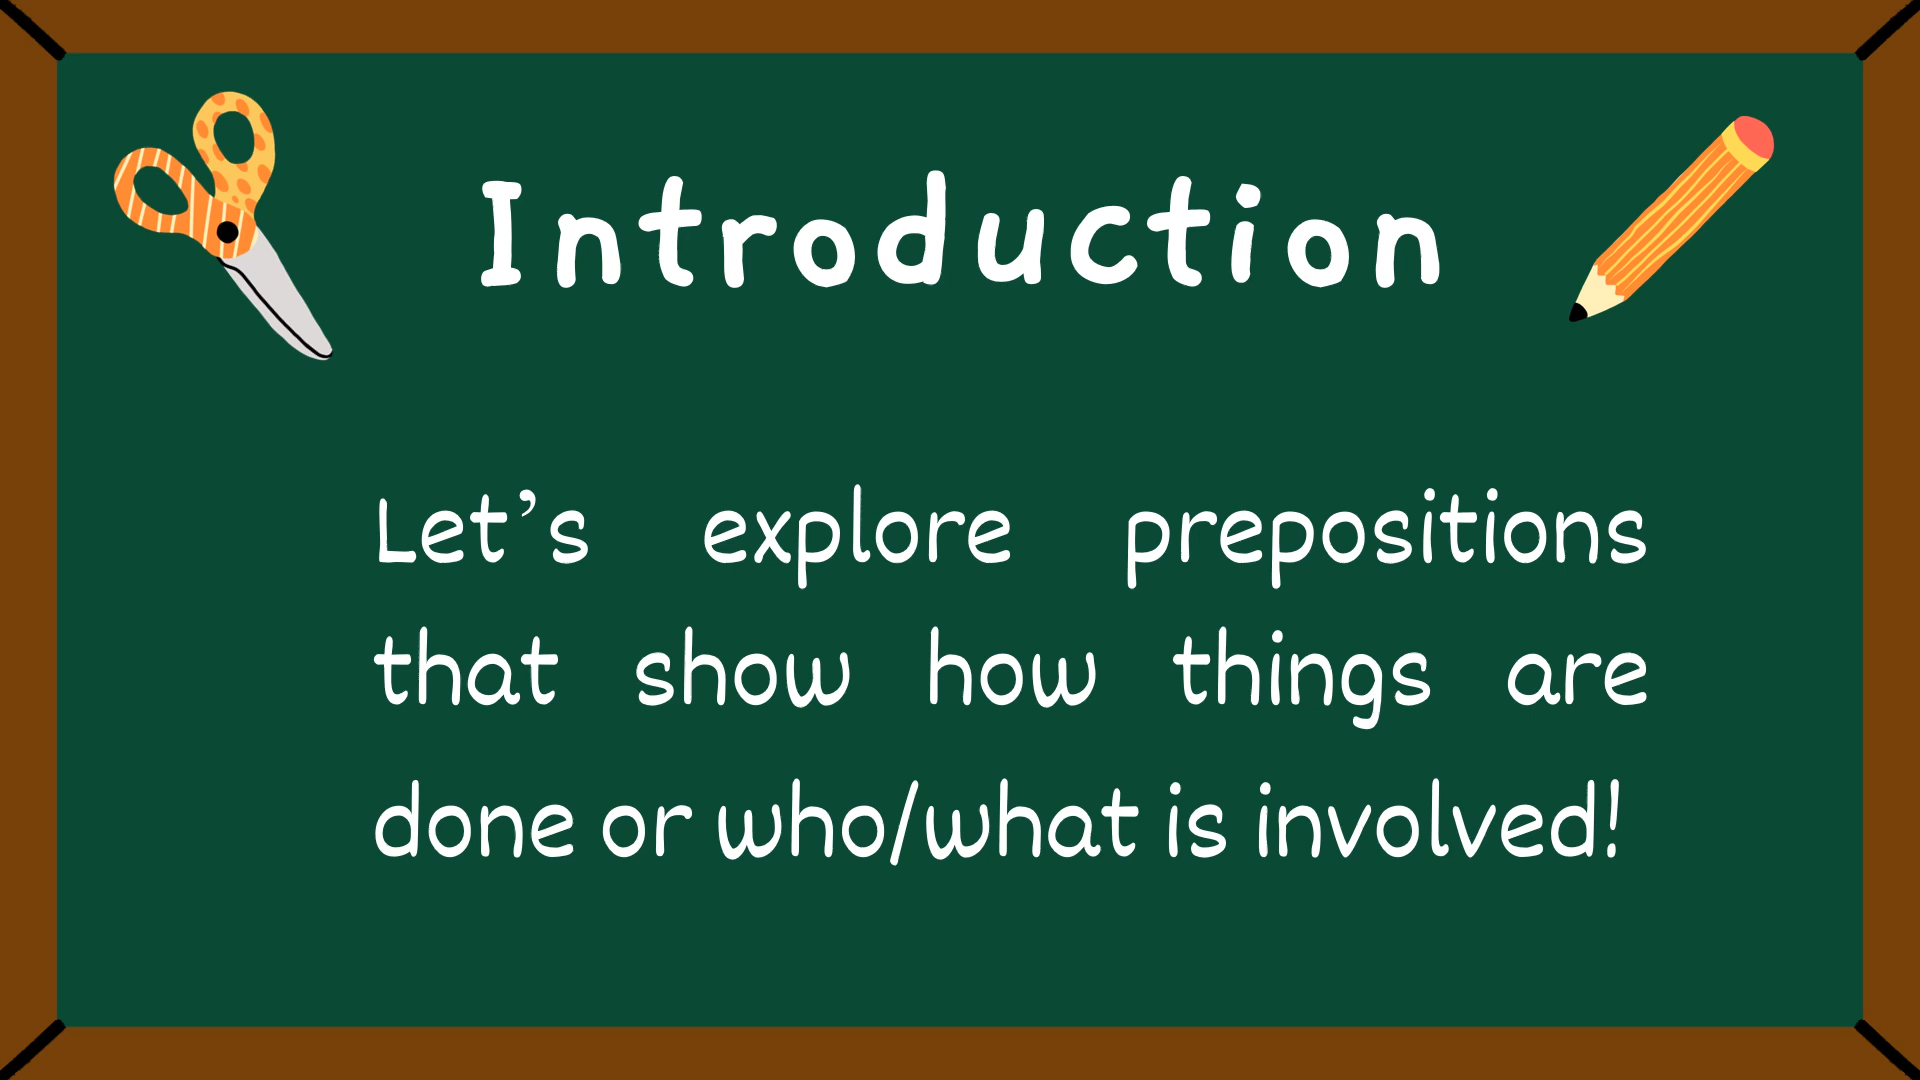 Introduction
Let’s explore prepositions
that show how things are
done or who/what is involved!